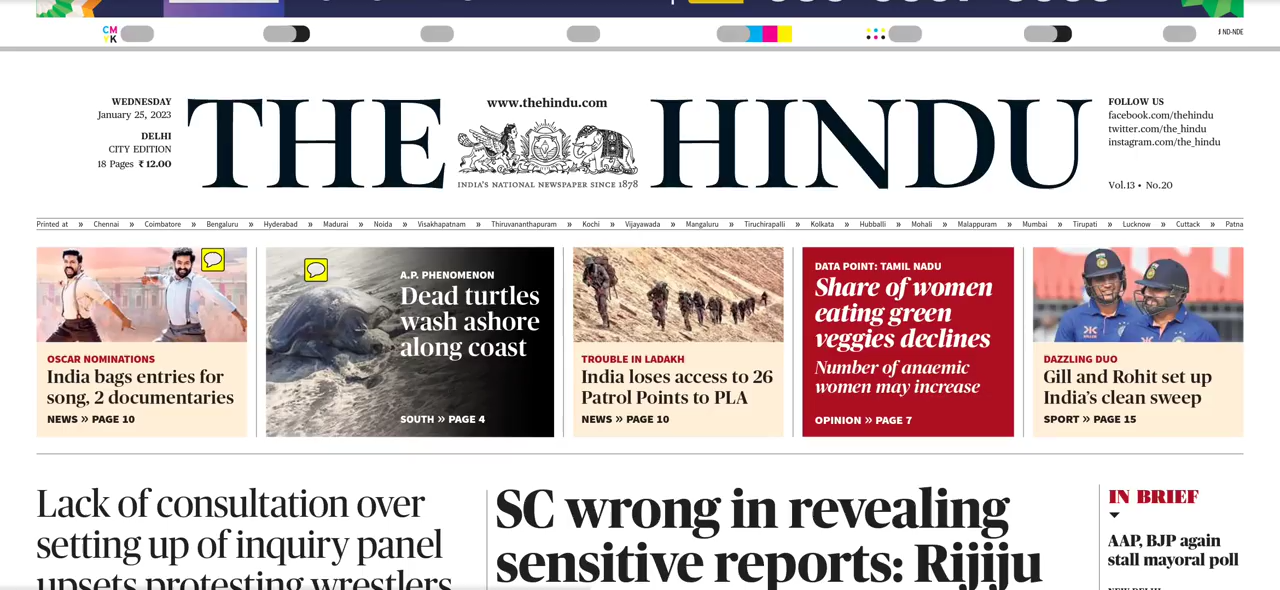 CM
YK
J ND-NDE
WEDNESDAY
January 25, 2023
DELHI
CITY EDITION
18 Pages ₹ 12.00
THE HINDU
www.thehindu.com
INDIA'S NATIONAL NEWSPAPER SINCE 1878
FOLLOW US
facebook.com/thehindu
twitter.com/the_hindu
instagram.com/the_hindu
Vol.13 • No.20
Printed at » Chennai » Coimbatore » Bengaluru » Hyderabad » Madurai » Noida » Visakhapatnam » Thiruvananthapuram » Kochi » Vijayawada » Mangaluru » Tiruchirapalli » Kolkata » Hubballi » Mohali » Malappuram » Mumbai » Tirupati » Lucknow » Cuttack » Patna
OSCAR NOMINATIONS
India bags entries for
song, 2 documentaries
NEWS » PAGE 10
A.P. PHENOMENON
Dead turtles
wash ashore
along coast
SOUTH » PAGE 4
TROUBLE IN LADAKH
India loses access to 26
Patrol Points to PLA
NEWS » PAGE 10
DATA POINT: TAMIL NADU
Share of women
eating green
veggies declines
Number of anaemic
women may increase
OPINION » PAGE 7
DAZZLING DUO
Gill and Rohit set up
India's clean sweep
SPORT » PAGE 15
Lack of consultation over
setting up of inquiry panel
upsets protesting wrestlers
SC wrong in revealing
sensitive reports: Rijiju
IN BRIEF
AAP, BJP again
stall mayoral poll